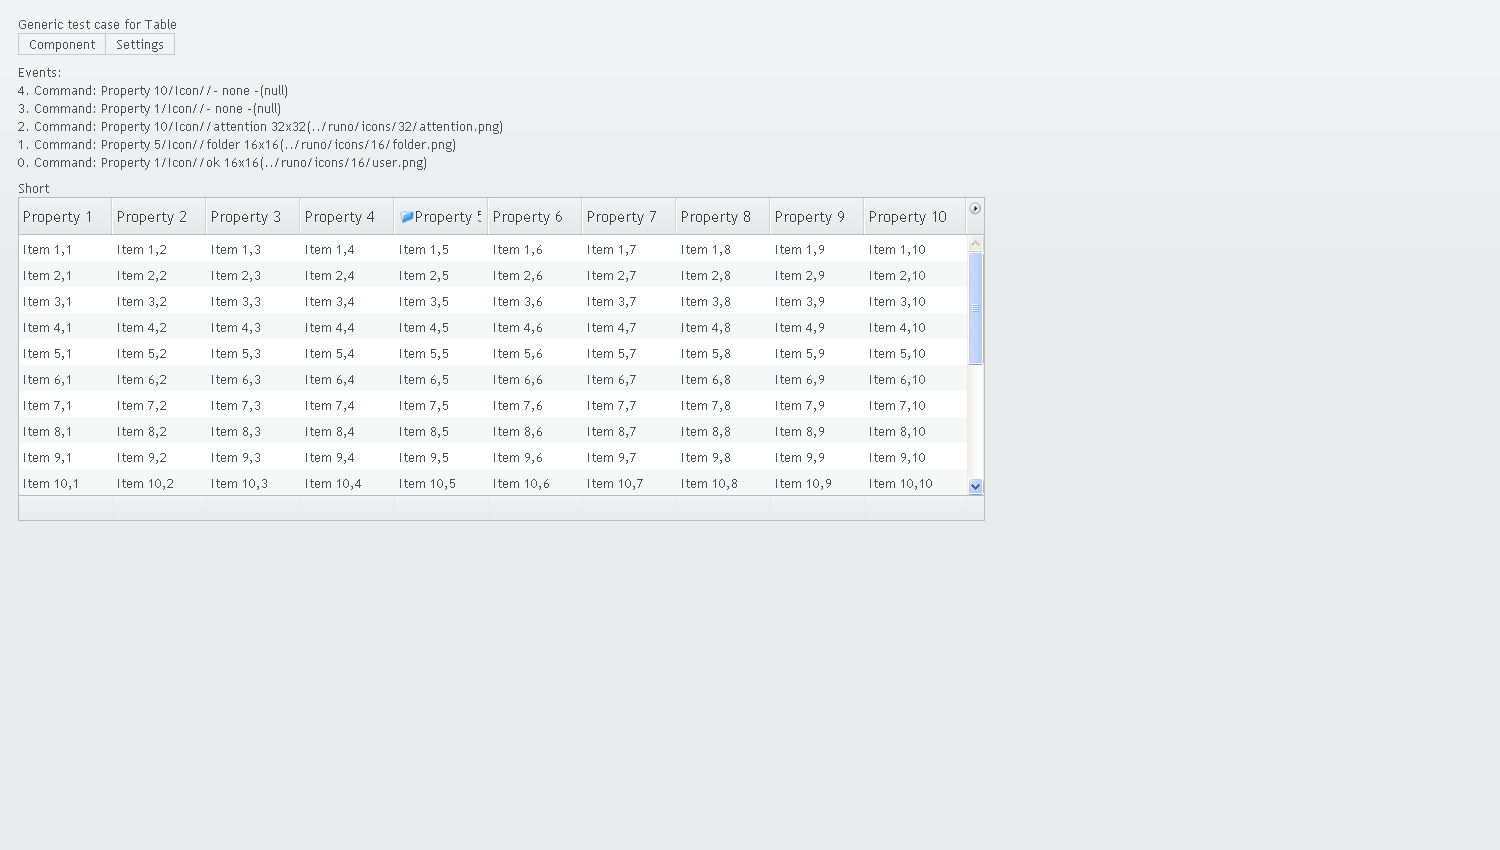 Generic test case for Table
Component Settings
Events:
4. Command: Property 10/Icon//- none -(null)
3. Command: Property 1/Icon//- none -(null)
2. Command: Property 10/Icon//attention 32x32(../runo/icons/32/attention.png)
1. Command: Property 5/Icon//folder 16x16(../runo/icons/16/folder.png)
0. Command: Property 1/Icon//ok 16x16(../runo/icons/16/user.png)
Short
Property 1 Property 2 Property 3 Property 4 Property 5 Property 6 Property 7 Property 8 Property 9 Property 10
Item 1,1 Item 1,2 Item 1,3 Item 1,4 Item 1,5 Item 1,6 Item 1,7 Item 1,8 Item 1,9 Item 1,10
Item 2,1 Item 2,2 Item 2,3 Item 2,4 Item 2,5 Item 2,6 Item 2,7 Item 2,8 Item 2,9 Item 2,10
Item 3,1 Item 3,2 Item 3,3 Item 3,4 Item 3,5 Item 3,6 Item 3,7 Item 3,8 Item 3,9 Item 3,10
Item 4,1 Item 4,2 Item 4,3 Item 4,4 Item 4,5 Item 4,6 Item 4,7 Item 4,8 Item 4,9 Item 4,10
Item 5,1 Item 5,2 Item 5,3 Item 5,4 Item 5,5 Item 5,6 Item 5,7 Item 5,8 Item 5,9 Item 5,10
Item 6,1 Item 6,2 Item 6,3 Item 6,4 Item 6,5 Item 6,6 Item 6,7 Item 6,8 Item 6,9 Item 6,10
Item 7,1 Item 7,2 Item 7,3 Item 7,4 Item 7,5 Item 7,6 Item 7,7 Item 7,8 Item 7,9 Item 7,10
Item 8,1 Item 8,2 Item 8,3 Item 8,4 Item 8,5 Item 8,6 Item 8,7 Item 8,8 Item 8,9 Item 8,10
Item 9,1 Item 9,2 Item 9,3 Item 9,4 Item 9,5 Item 9,6 Item 9,7 Item 9,8 Item 9,9 Item 9,10
Item 10,1 Item 10,2 Item 10,3 Item 10,4 Item 10,5 Item 10,6 Item 10,7 Item 10,8 Item 10,9 Item 10,10